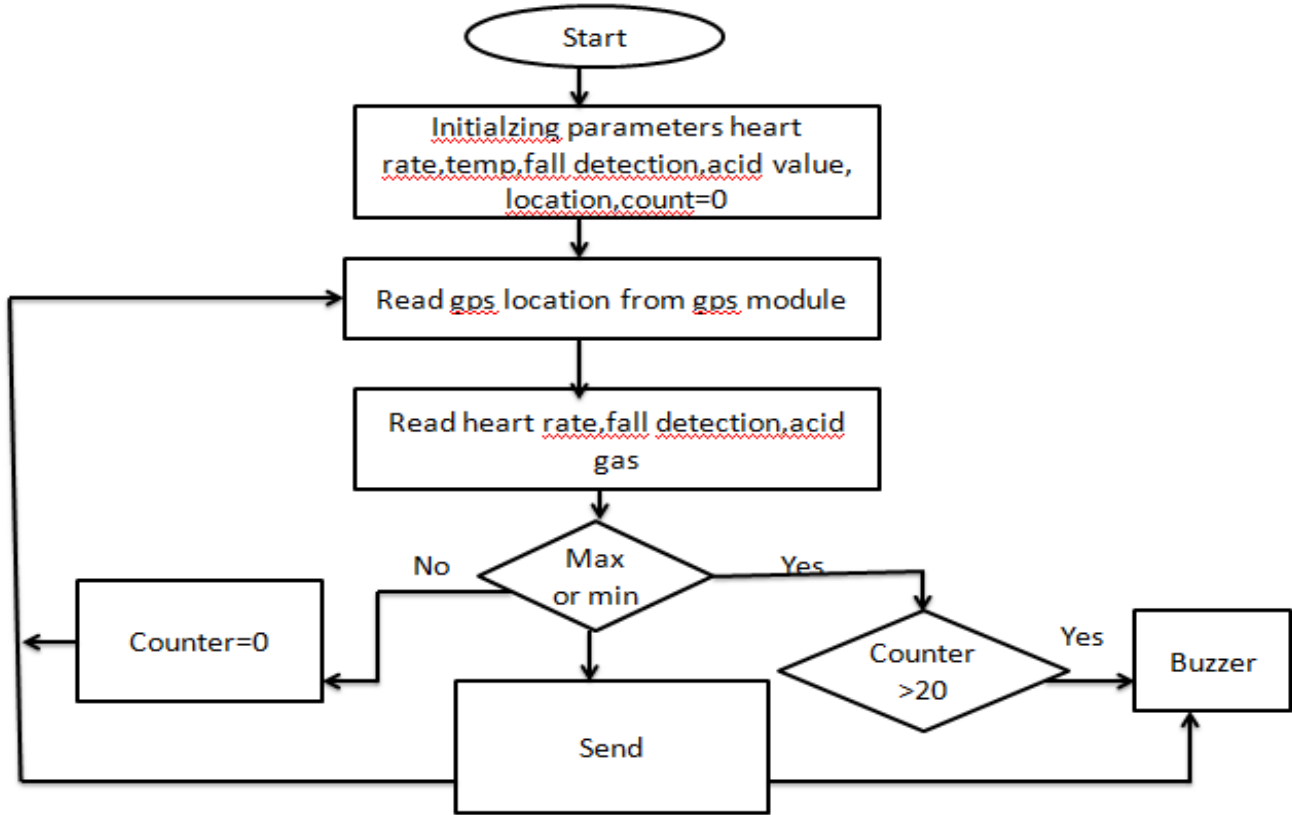 Start
Initialzing parameters heart
rate,temp,fall detection,acid value,
location,count=0
Read gps location from gps module
Read heart rate,fall detection,acid
gas
Max
or min
No
Yes
Counter=0
Counter
>20
Yes
Buzzer
Send